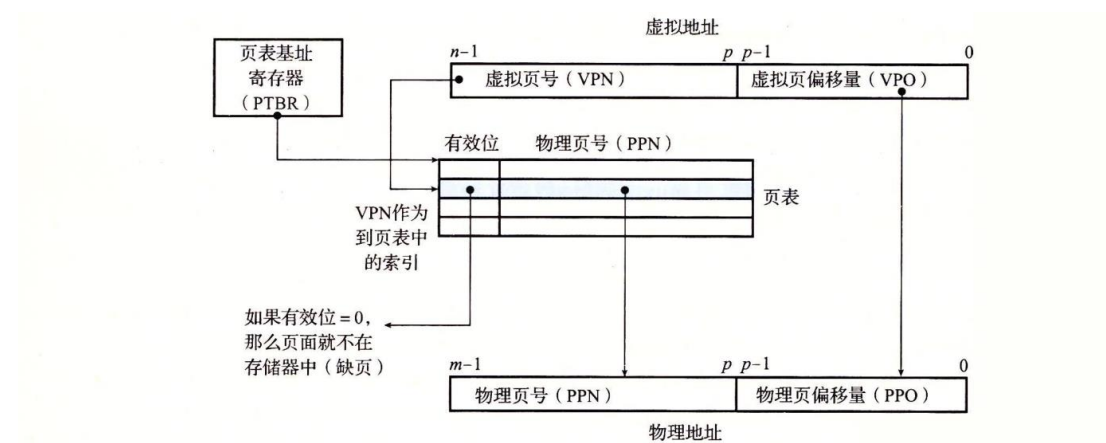 虚拟地址
页表基址
寄存器
（PTBR）
n-1
p p-1
0
虚拟页号（VPN）
虚拟页偏移量（VPO）
有效位
物理页号（PPN）
页表
VPN作为
到页表中
的索引
如果有效位=0，
那么页面就不在
存储器中（缺页）
m-1
p p-1
0
物理页号（PPN）
物理页偏移量（PPO）
物理地址